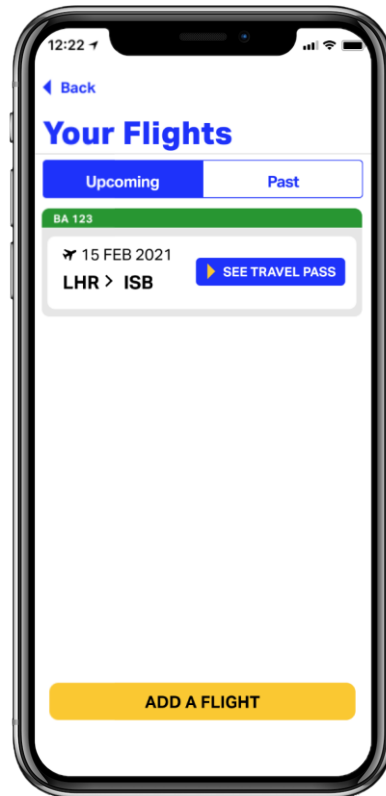 12:22
Back
Your Flights
Upcoming Past
BA 123
15 FEB 2021
LHR > ISB
SEE TRAVEL PASS
ADD A FLIGHT